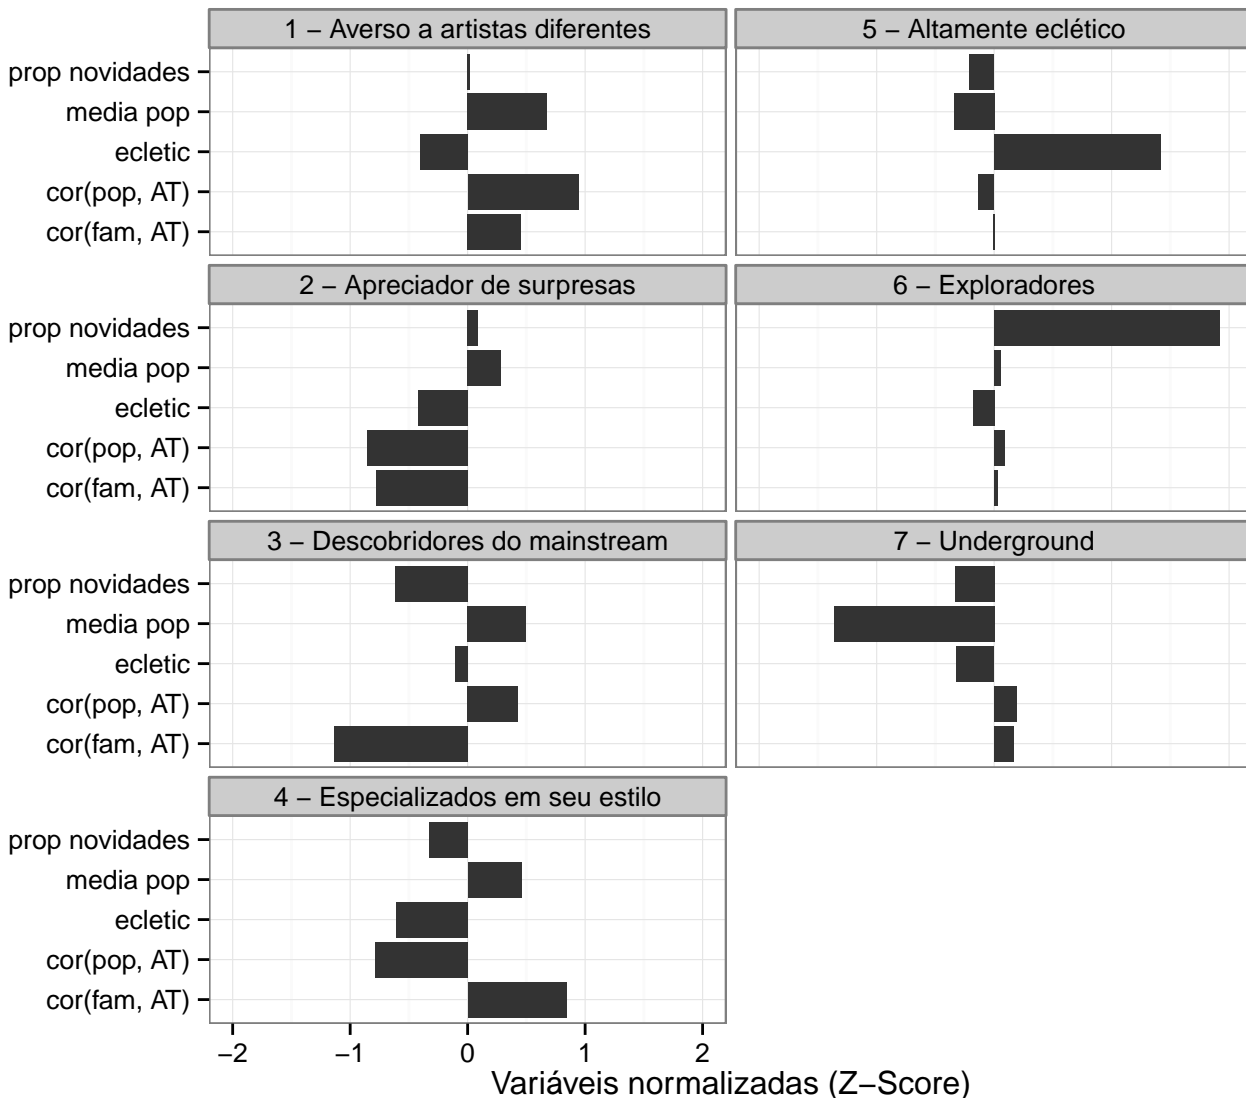 1 − Averso a artistas diferentes
prop novidades
media pop
ecletic
cor(pop, AT)
cor(fam, AT)
5 − Altamente eclético
2 − Apreciador de surpresas
prop novidades
media pop
ecletic
cor(pop, AT)
cor(fam, AT)
6 − Exploradores
3 − Descobridores do mainstream
prop novidades
media pop
ecletic
cor(pop, AT)
cor(fam, AT)
7 − Underground
4 − Especializados em seu estilo
prop novidades
media pop
ecletic
cor(pop, AT)
cor(fam, AT)
−2 −1 0 1 2
Variáveis normalizadas (Z−Score)